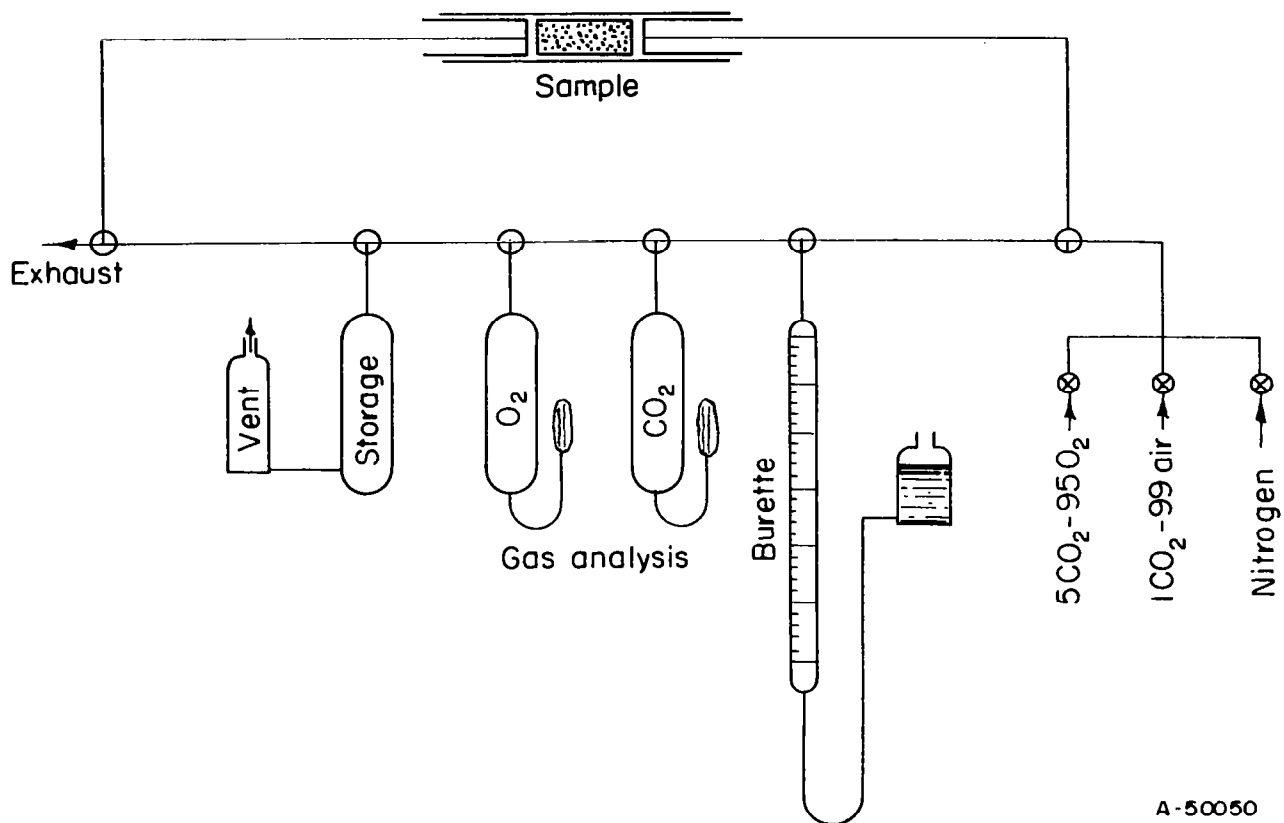 Sample
Exhaust
Vent
Storage
O₂
CO₂
Gas analysis
Burette
5CO₂-95O₂
1CO₂-99 air
Nitrogen
A-50050